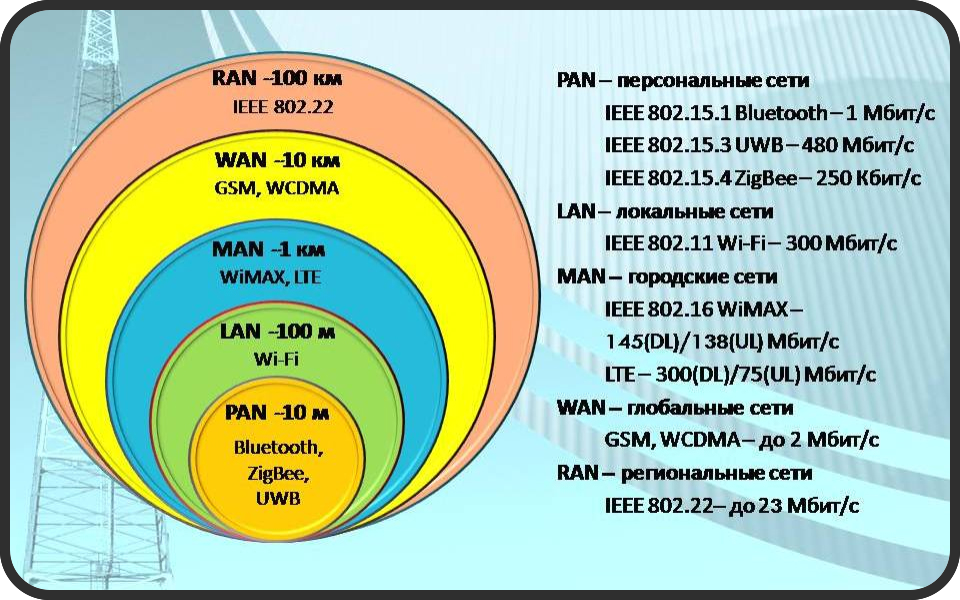 RAN -100 км
IEEE 802.22
WAN -10 км
GSM, WCDMA
MAN -1 км
WiMAX, LTE
LAN -100 м
Wi-Fi
PAN -10 м
Bluetooth,
ZigBee,
UWB
PAN – персональные сети
IEEE 802.15.1 Bluetooth – 1 Мбит/с
IEEE 802.15.3 UWB – 480 Мбит/с
IEEE 802.15.4 ZigBee – 250 Кбит/с
LAN – локальные сети
IEEE 802.11 Wi-Fi – 300 Мбит/с
MAN – городские сети
IEEE 802.16 WiMAX –
145(DL)/138(UL) Мбит/с
LTE – 300(DL)/75(UL) Мбит/с
WAN – глобальные сети
GSM, WCDMA – до 2 Мбит/с
RAN – региональные сети
IEEE 802.22– до 23 Мбит/с